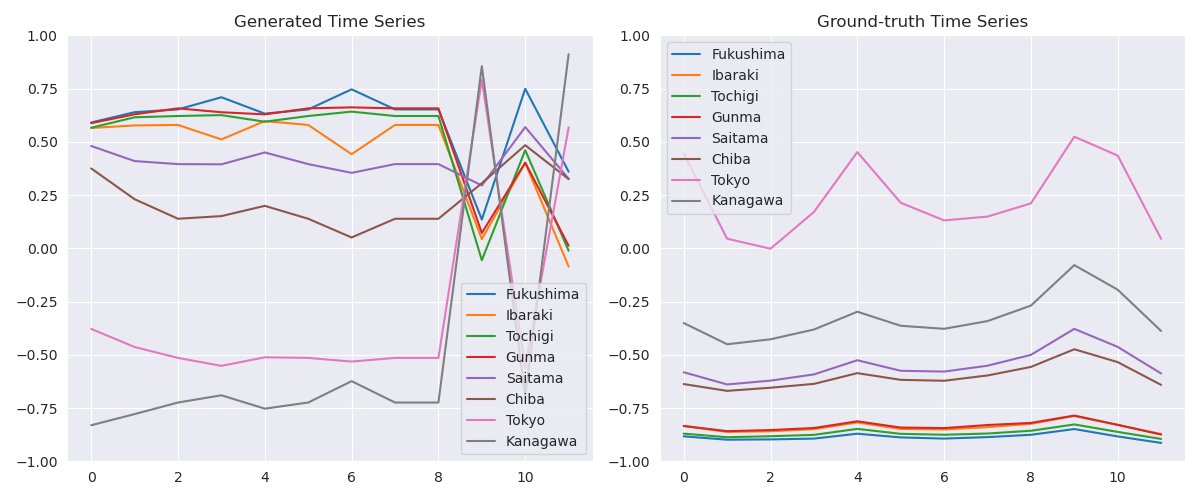 Generated Time Series
1.00
0.75
0.50
0.25
0.00
−0.25
−0.50
−0.75
−1.00
0 2 4 6 8 10
Fukushima
Ibaraki
Tochigi
Gunma
Saitama
Chiba
Tokyo
Kanagawa
Ground-truth Time Series
1.00
0.75
0.50
0.25
0.00
−0.25
−0.50
−0.75
−1.00
0 2 4 6 8 10
Fukushima
Ibaraki
Tochigi
Gunma
Saitama
Chiba
Tokyo
Kanagawa